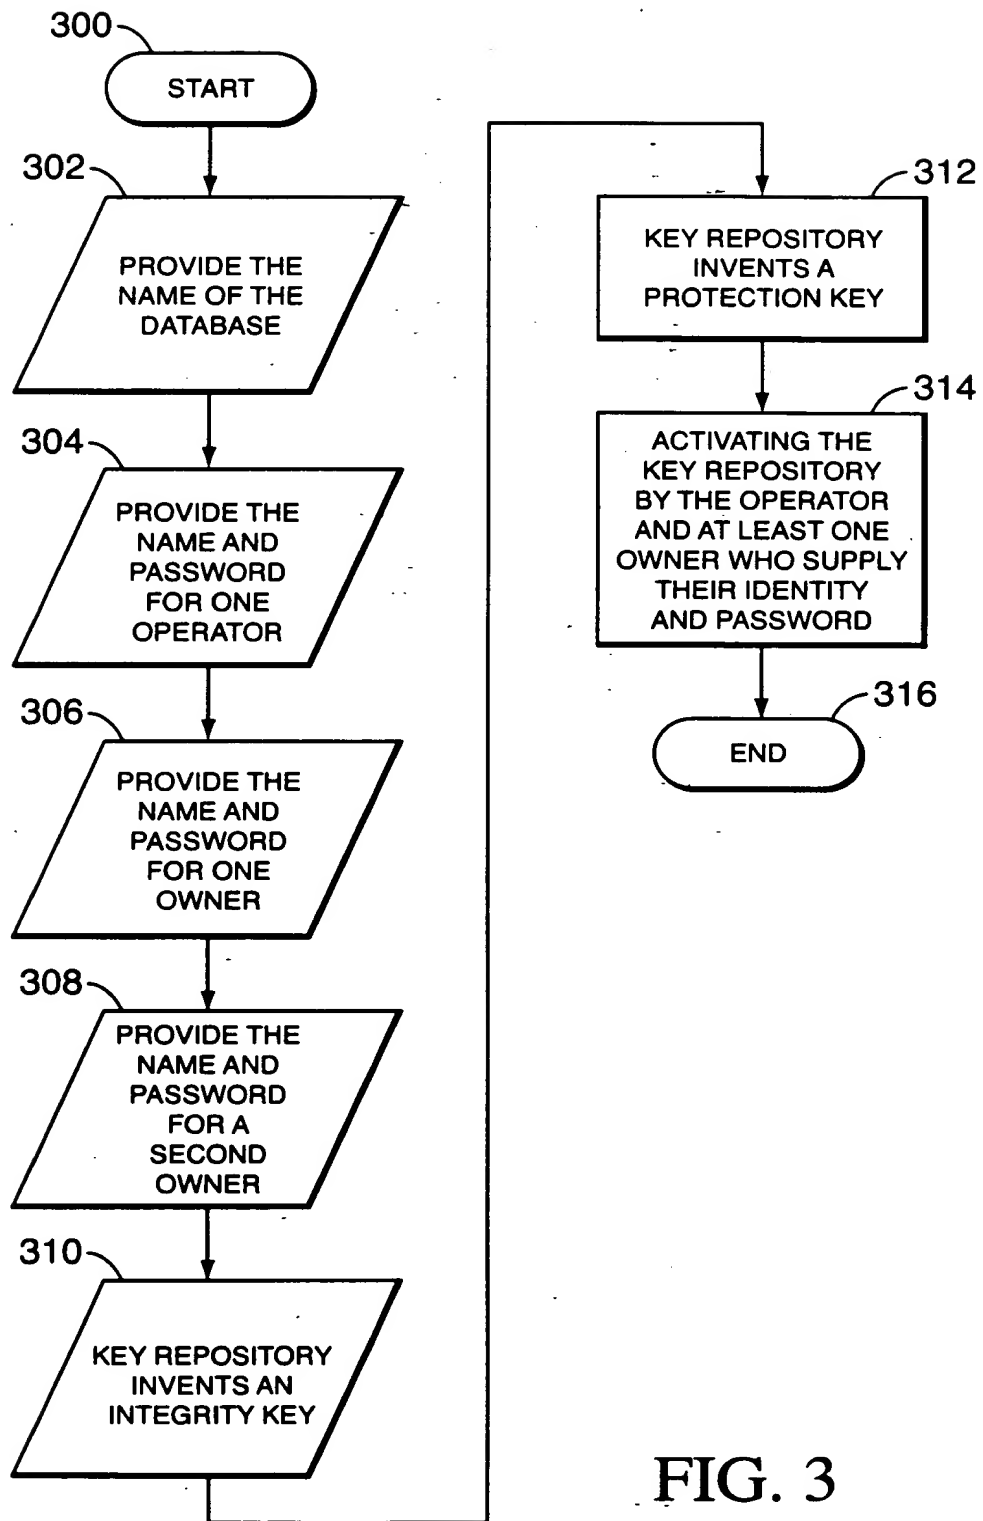 300
START
302
PROVIDE THE
NAME OF THE
DATABASE
304
PROVIDE THE
NAME AND
PASSWORD
FOR ONE
OPERATOR
306
PROVIDE THE
NAME AND
PASSWORD
FOR ONE
OWNER
308
PROVIDE THE
NAME AND
PASSWORD
FOR A
SECOND
OWNER
310
KEY REPOSITORY
INVENTS AN
INTEGRITY KEY
312
KEY REPOSITORY
INVENTS A
PROTECTION KEY
314
ACTIVATING THE
KEY REPOSITORY
BY THE OPERATOR
AND AT LEAST ONE
OWNER WHO SUPPLY
THEIR IDENTITY
AND PASSWORD
316
END
FIG. 3